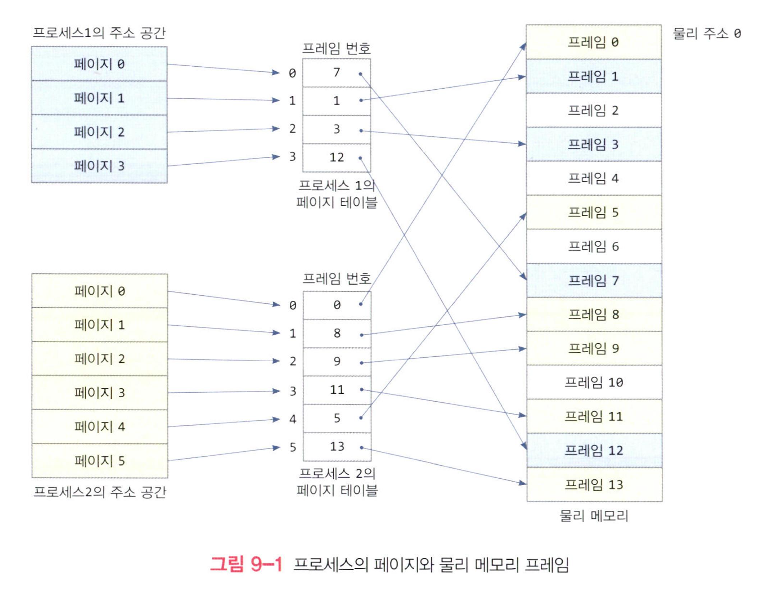 프로세스1의 주소 공간
페이지 0
페이지 1
페이지 2
페이지 3
프레임 번호
0 7
1 1
2 3
3 12
프로세스 1의
페이지 테이블
프로세스2의 주소 공간
페이지 0
페이지 1
페이지 2
페이지 3
페이지 4
페이지 5
프레임 번호
0 0
1 8
2 9
3 11
4 5
5 13
프로세스 2의
페이지 테이블
물리 주소 0
프레임 0
프레임 1
프레임 2
프레임 3
프레임 4
프레임 5
프레임 6
프레임 7
프레임 8
프레임 9
프레임 10
프레임 11
프레임 12
프레임 13
물리 메모리
그림 9-1 프로세스의 페이지와 물리 메모리 프레임